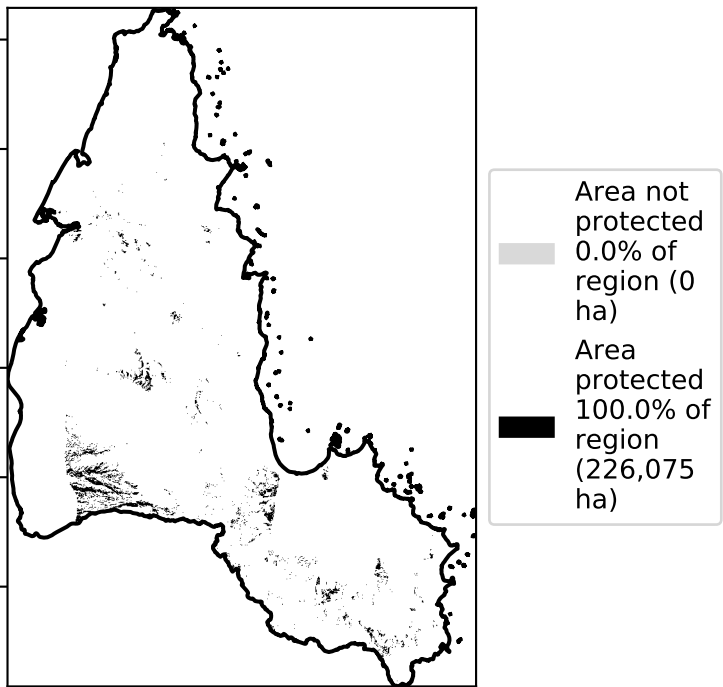 Area not
protected
0.0% of
region (0
ha)
Area
protected
100.0% of
region
(226,075
ha)